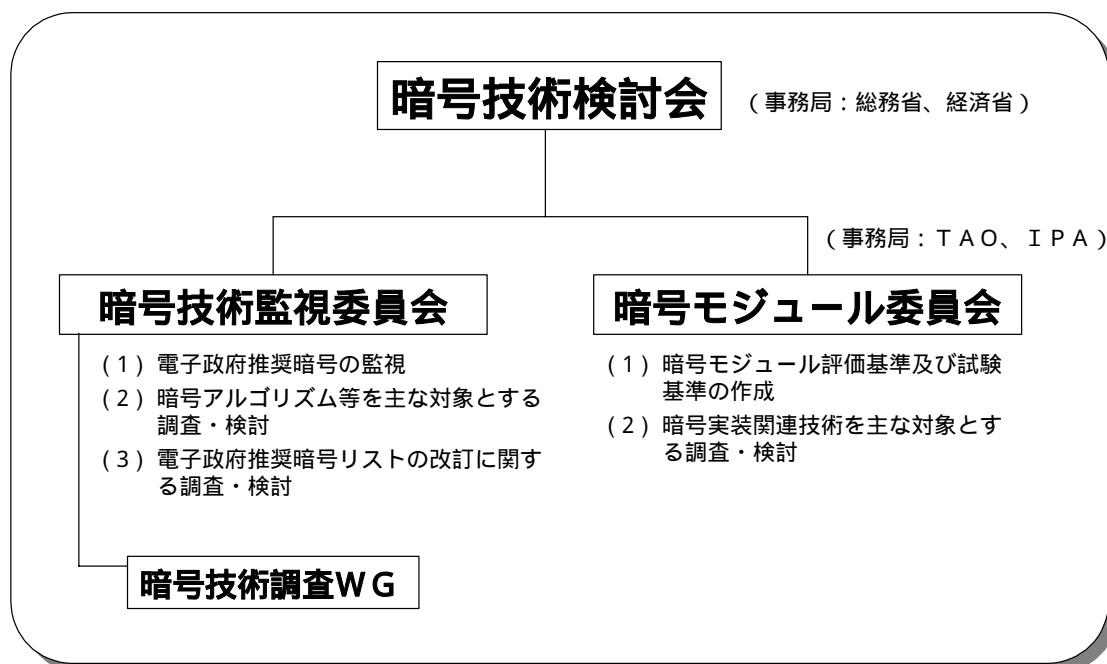 暗号技術検討会
（事務局：総務省、経済省）
（事務局：ＴＡＯ、ＩＰＡ）
暗号技術監視委員会
（１）電子政府推奨暗号の監視
（２）暗号アルゴリズム等を主な対象とする
調査・検討
（３）電子政府推奨暗号リストの改訂に関す
る調査・検討
暗号技術調査ＷＧ
暗号モジュール委員会
（１）暗号モジュール評価基準及び試験
基準の作成
（２）暗号実装関連技術を主な対象とす
る調査・検討